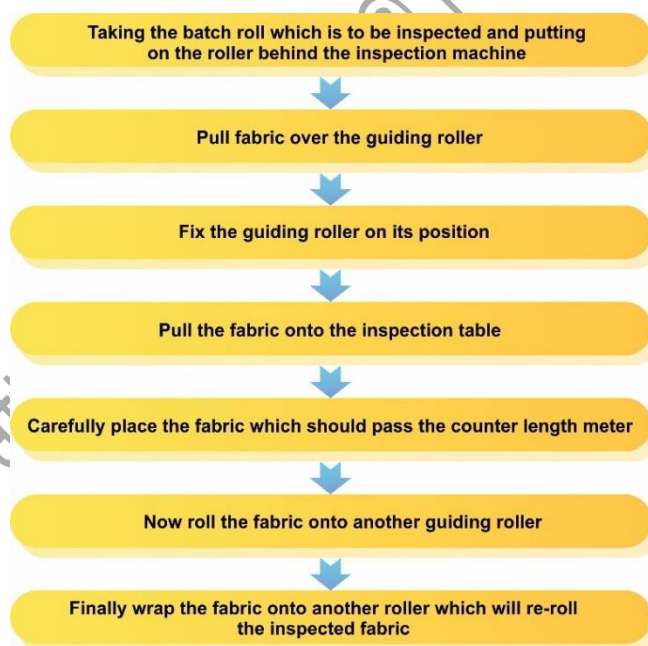 Taking the batch roll which is to be inspected and putting
on the roller behind the inspection machine
Pull fabric over the guiding roller
Fix the guiding roller on its position
Pull the fabric onto the inspection table
Carefully place the fabric which should pass the counter length meter
Now roll the fabric onto another guiding roller
Finally wrap the fabric onto another roller which will re-roll
the inspected fabric